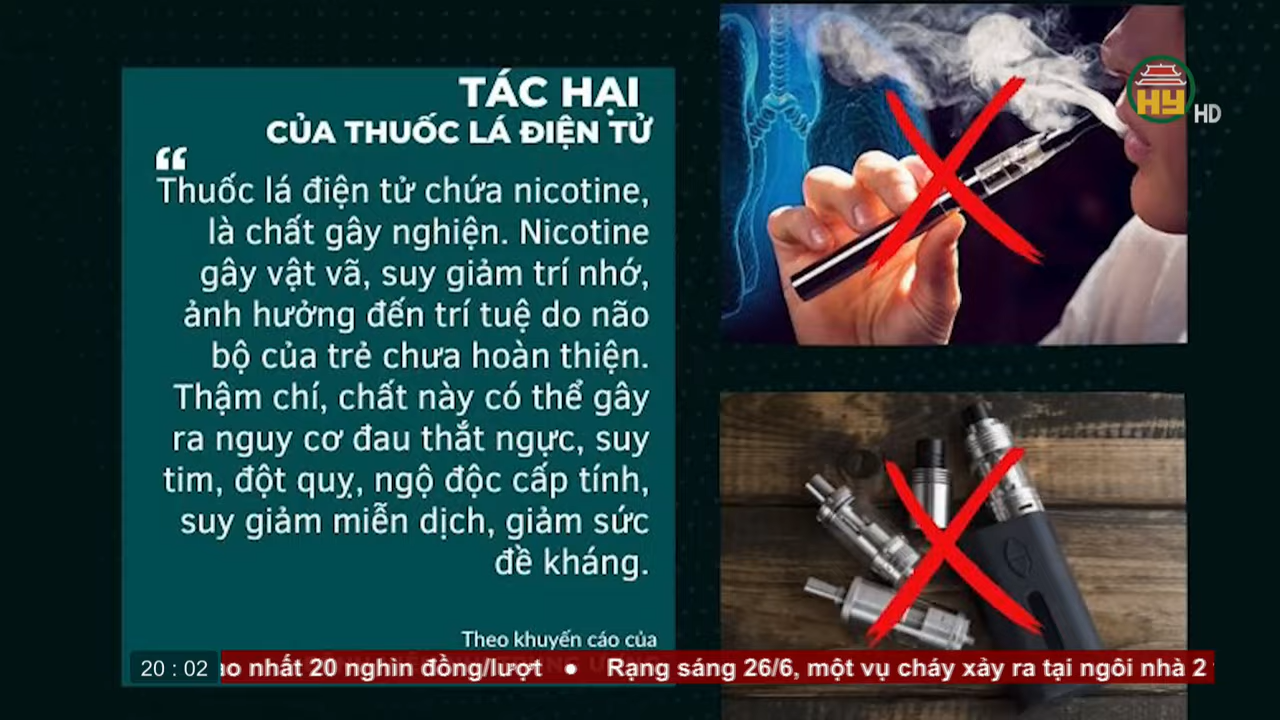 TÁC HẠI
CỦA THUỐC LÁ ĐIỆN TỬ
“
Thuốc lá điện tử chứa nicotine,
là chất gây nghiện. Nicotine
gây vật vã, suy giảm trí nhớ,
ảnh hưởng đến trí tuệ do não
bộ của trẻ chưa hoàn thiện.
Thậm chí, chất này có thể gây
ra nguy cơ đau thắt ngực, suy
tim, đột quỵ, ngộ độc cấp tính,
suy giảm miễn dịch, giảm sức
đề kháng.
Theo khuyến cáo của
HY HD
20 : 02
nhất 20 nghìn đồng/lượt ● Rạng sáng 26/6, một vụ cháy xảy ra tại ngôi nhà 2